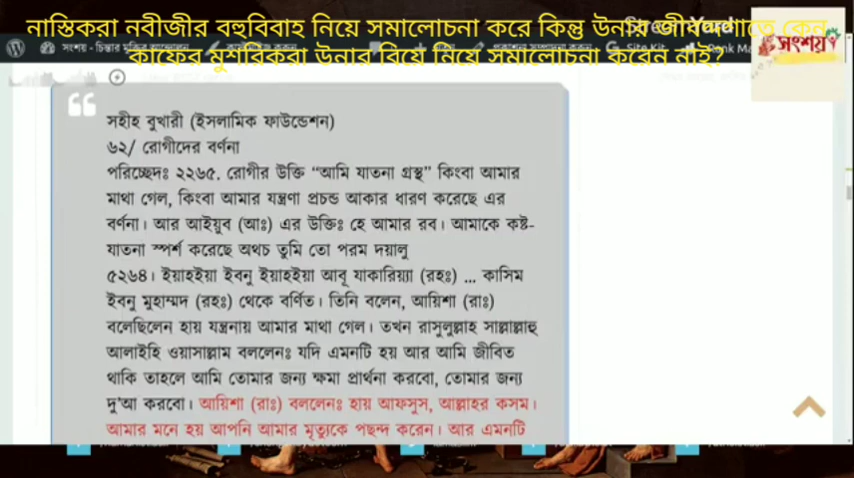 নাস্তিকরা নবীজীর বহুবিবাহ নিয়ে সমালোচনা করে কিন্তু উনার জীবদ্দশাতে কেন
কাফের মুশরিকরা উনার বিয়ে নিয়ে সমালোচনা করেন নাই?
সংশয়
সংশয় - চিন্তার মুক্তির আন্দোলন
Site Kit
সহীহ বুখারী (ইসলামিক ফাউন্ডেশন)
৬২/ রোগীদের বর্ণনা
পরিচ্ছেদঃ ২২৬৫. রোগীর উক্তি “আমি যাতনা গ্রস্থ” কিংবা আমার
মাথা গেল, কিংবা আমার যন্ত্রণা প্রচন্ড আকার ধারণ করেছে এর
বর্ণনা। আর আইয়ুব (আঃ) এর উক্তিঃ হে আমার রব। আমাকে কষ্ট-
যাতনা স্পর্শ করেছে অথচ তুমি তো পরম দয়ালু
৫২৬৪। ইয়াহইয়া ইবনু ইয়াহইয়া আবূ যাকারিয়্যা (রহঃ) ... কাসিম
ইবনু মুহাম্মদ (রহঃ) থেকে বর্ণিত। তিনি বলেন, আয়িশা (রাঃ)
বলেছিলেন হায় যন্ত্রনায় আমার মাথা গেল। তখন রাসুলুল্লাহ সাল্লাল্লাহু
আলাইহি ওয়াসাল্লাম বললেনঃ যদি এমনটি হয় আর আমি জীবিত
থাকি তাহলে আমি তোমার জন্য ক্ষমা প্রার্থনা করবো, তোমার জন্য
দু’আ করবো। আয়িশা (রাঃ) বললেনঃ হায় আফসুস, আল্লাহর কসম।
আমার মনে হয় আপনি আমার মৃত্যুকে পছন্দ করেন। আর এমনটি